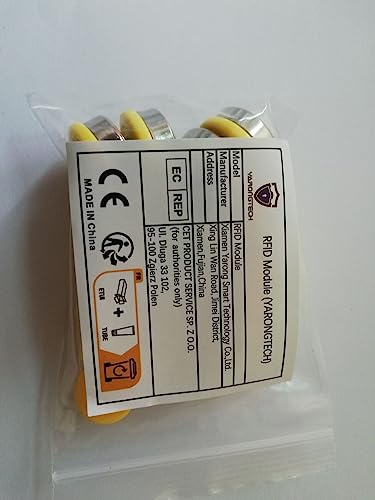 YARONGTECH
RFID Module (YARONGTECH)
Model
RFID Module
Manufacturer
Xiamen Yarong Smart Technology Co.,Ltd.
Address
Xing Lin Wan Road,Jimei District,
Xiamen,Fujian,China
EC REP
CET PRODUCT SERVICE SP. Z O.O.
(for authorities only)
Ul. Dluga 33 102,
95-100 Zgierz Polen
CE
MADE IN China
FR
ETUI
+
TUBE